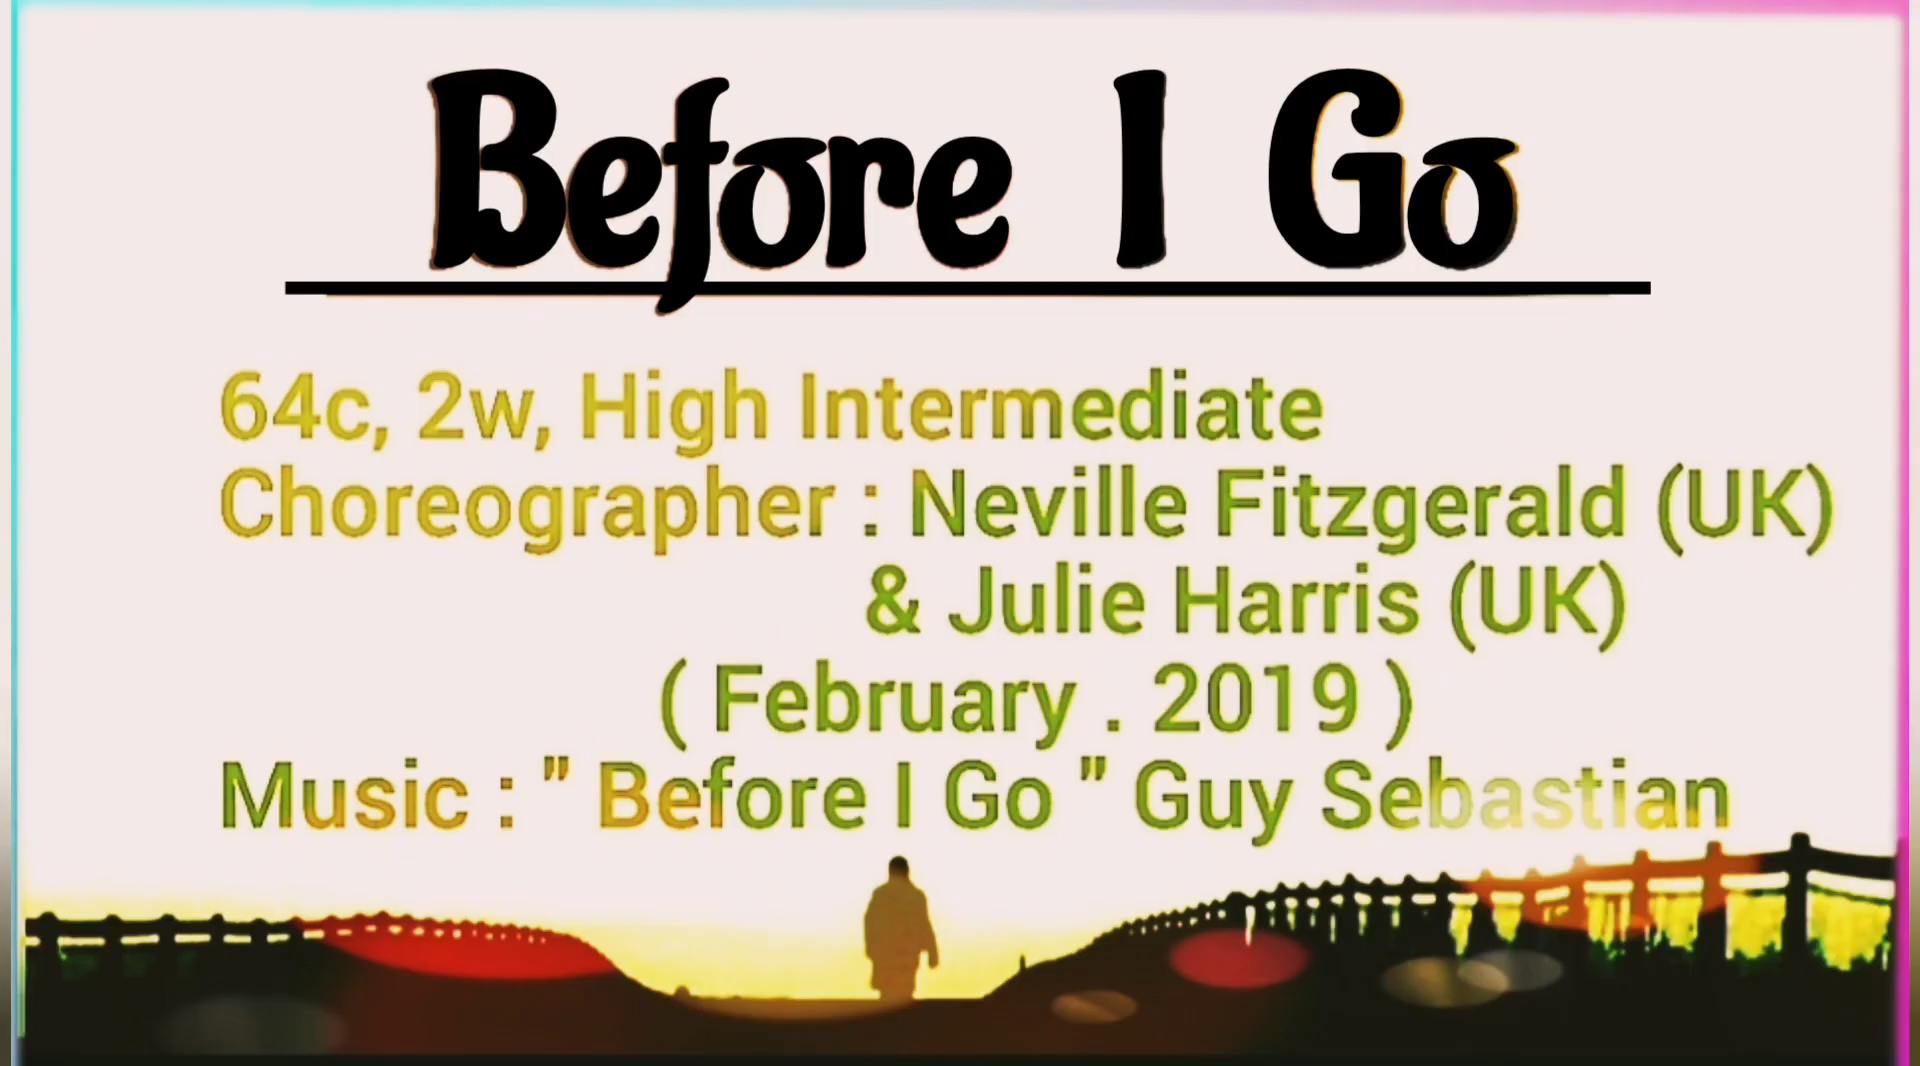 Before I Go
64c, 2w, High Intermediate
Choreographer : Neville Fitzgerald (UK)
& Julie Harris (UK)
( February . 2019 )
Music : " Before I Go " Guy Sebastian